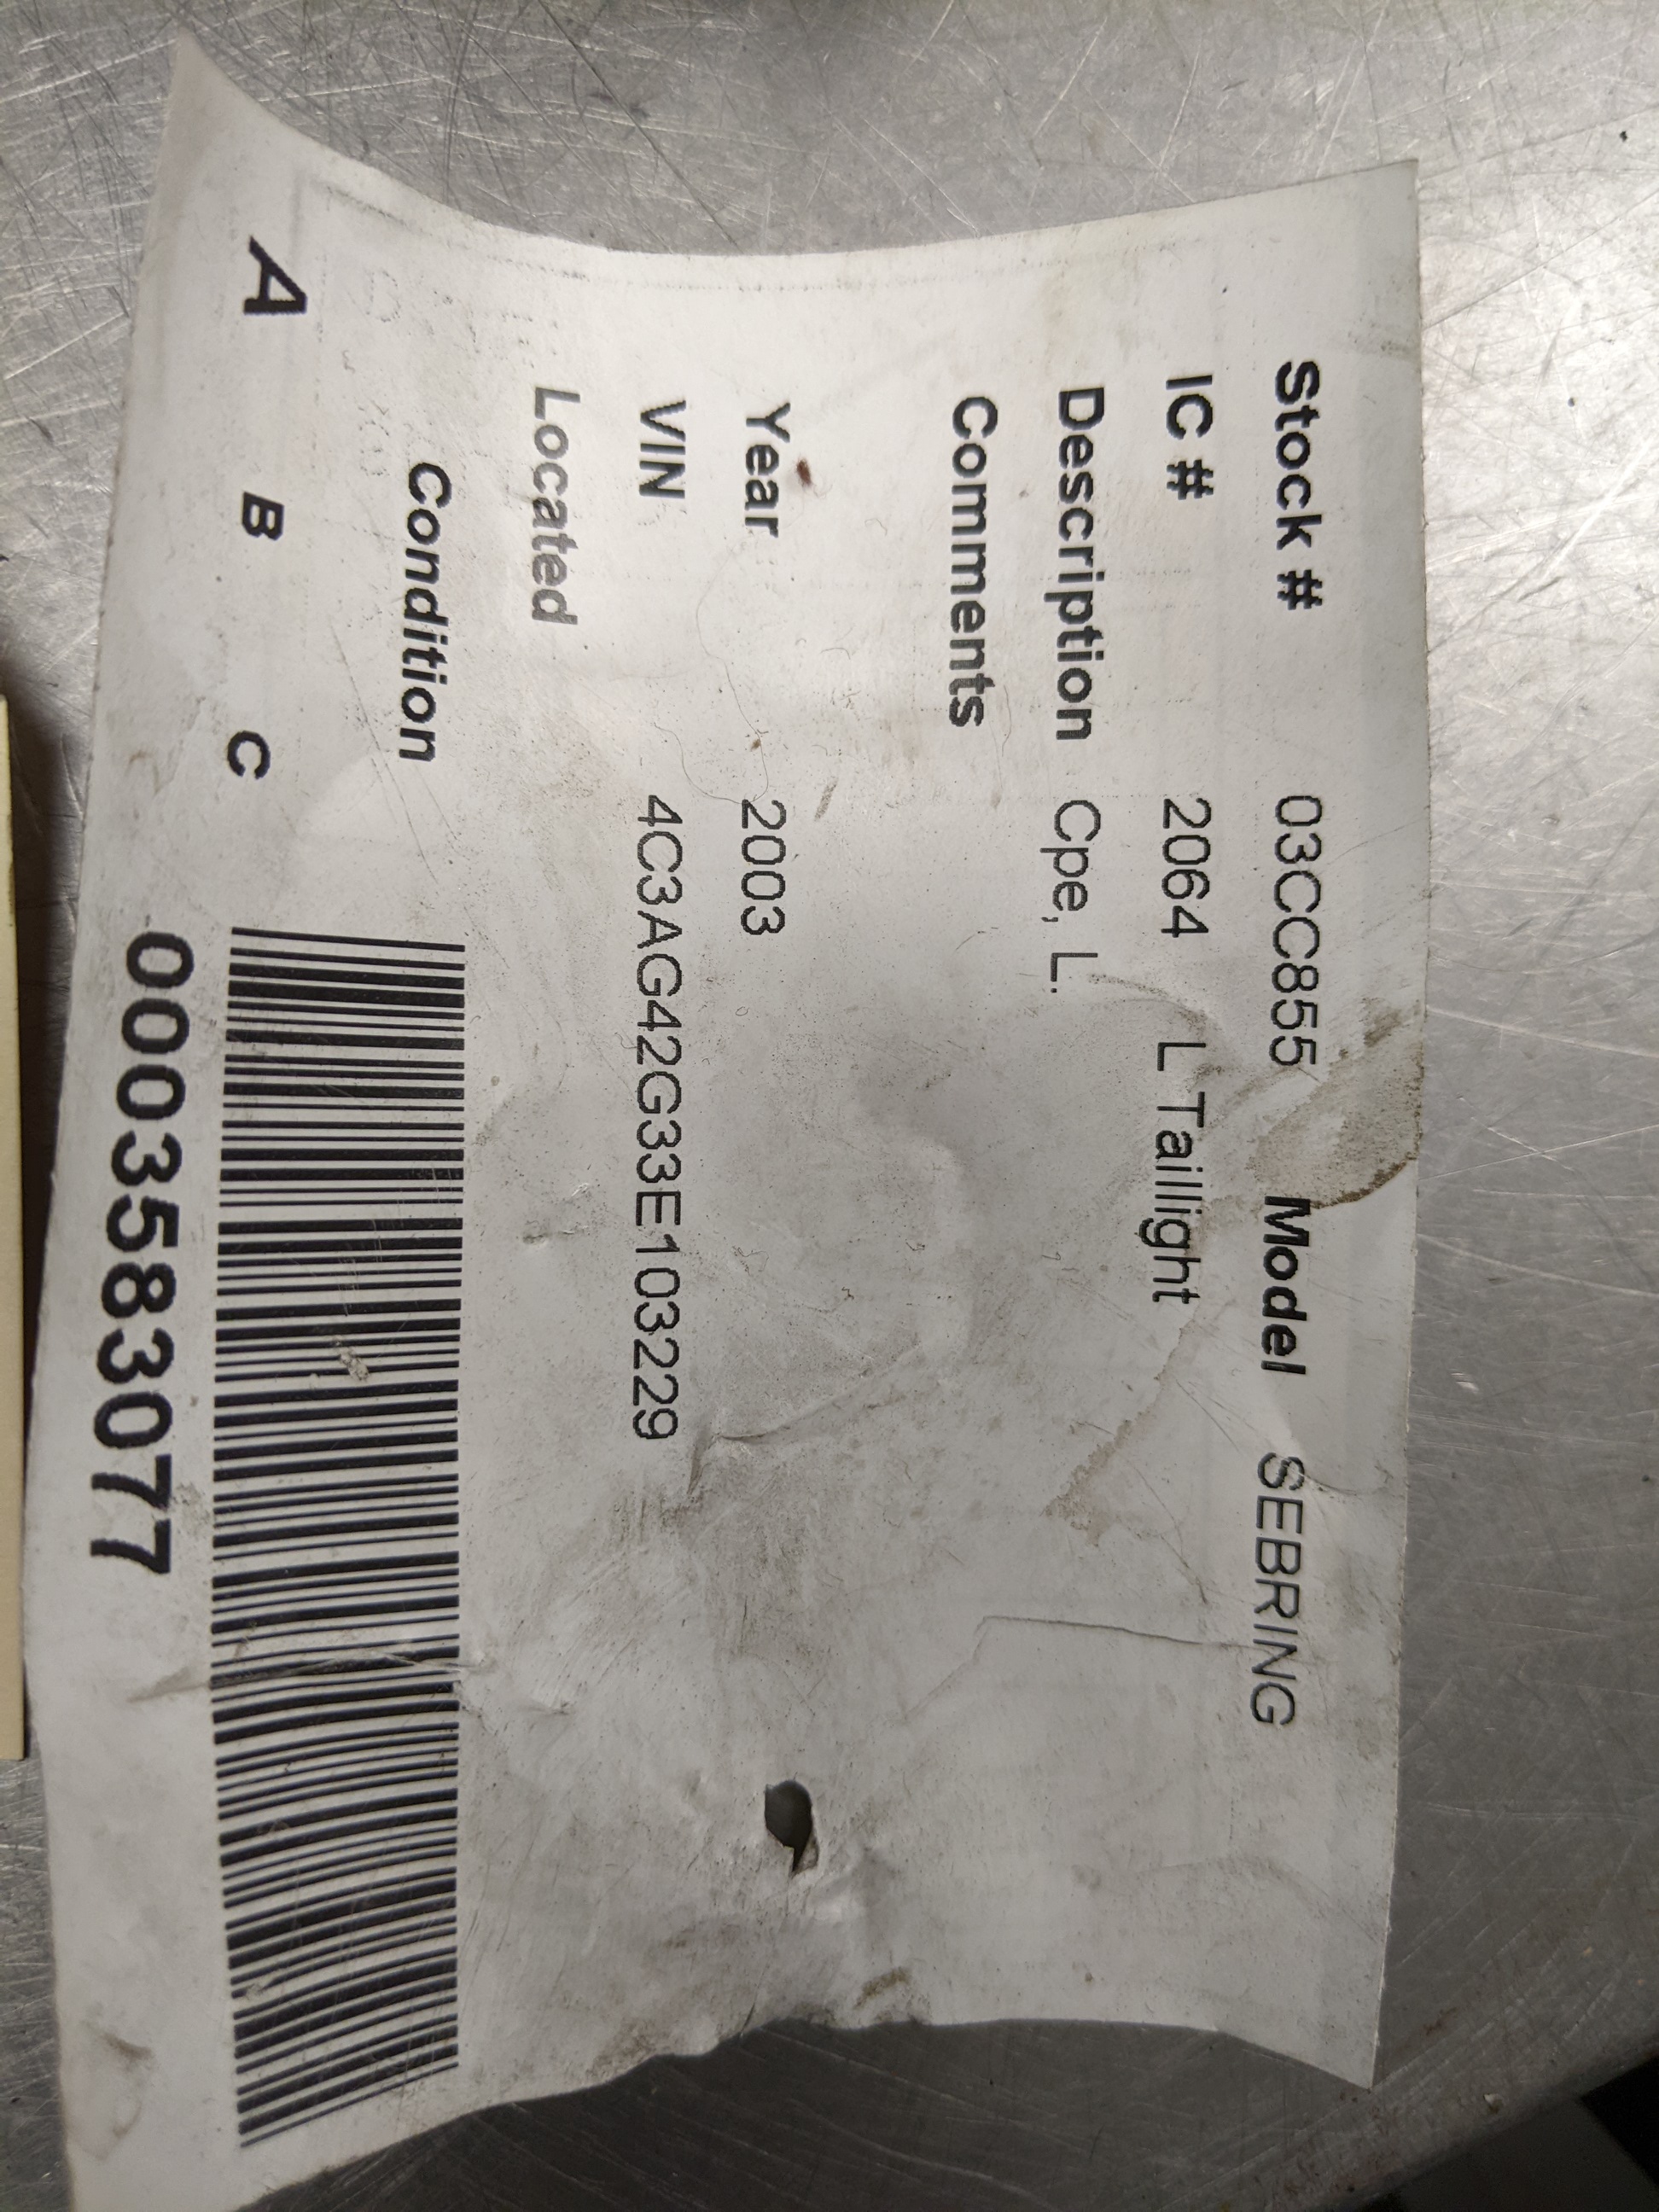 Stock # 03CC855 Model SEBRING
IC # 2064 L Taillight
Description Cpe, L.
Comments
Year 2003
VIN 4C3AG42G33E103229
Located
Condition
A B C
0003583077